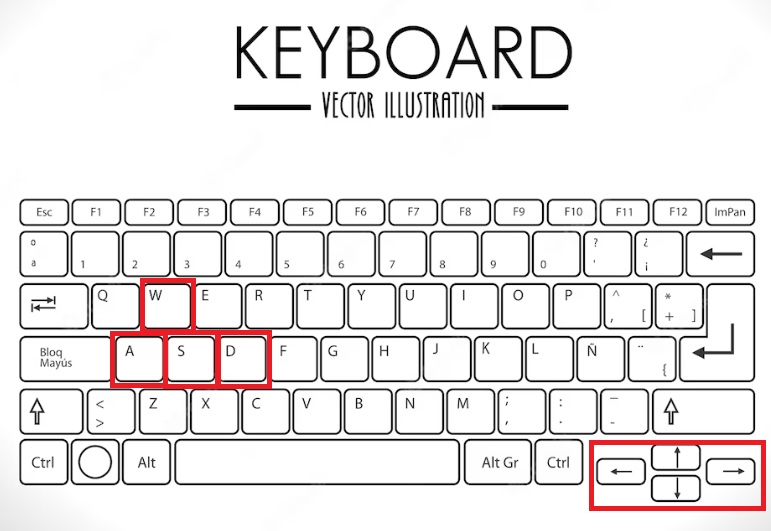 KEYBOARD
VECTOR ILLUSTRATION
Esc F1 F2 F3 F4 F5 F6 F7 F8 F9 F10 F11 F12 ImPan
º ? ¿
a 1 2 3 4 5 6 7 8 9 0 ' ¡
Q W E R T Y U I O P ^ *
, [ + ]
Bloq Mayús A S D F G H J K L Ñ ¨
{
< Z X C V B N M ; : _
> , . -
Ctrl Alt Alt Gr Ctrl